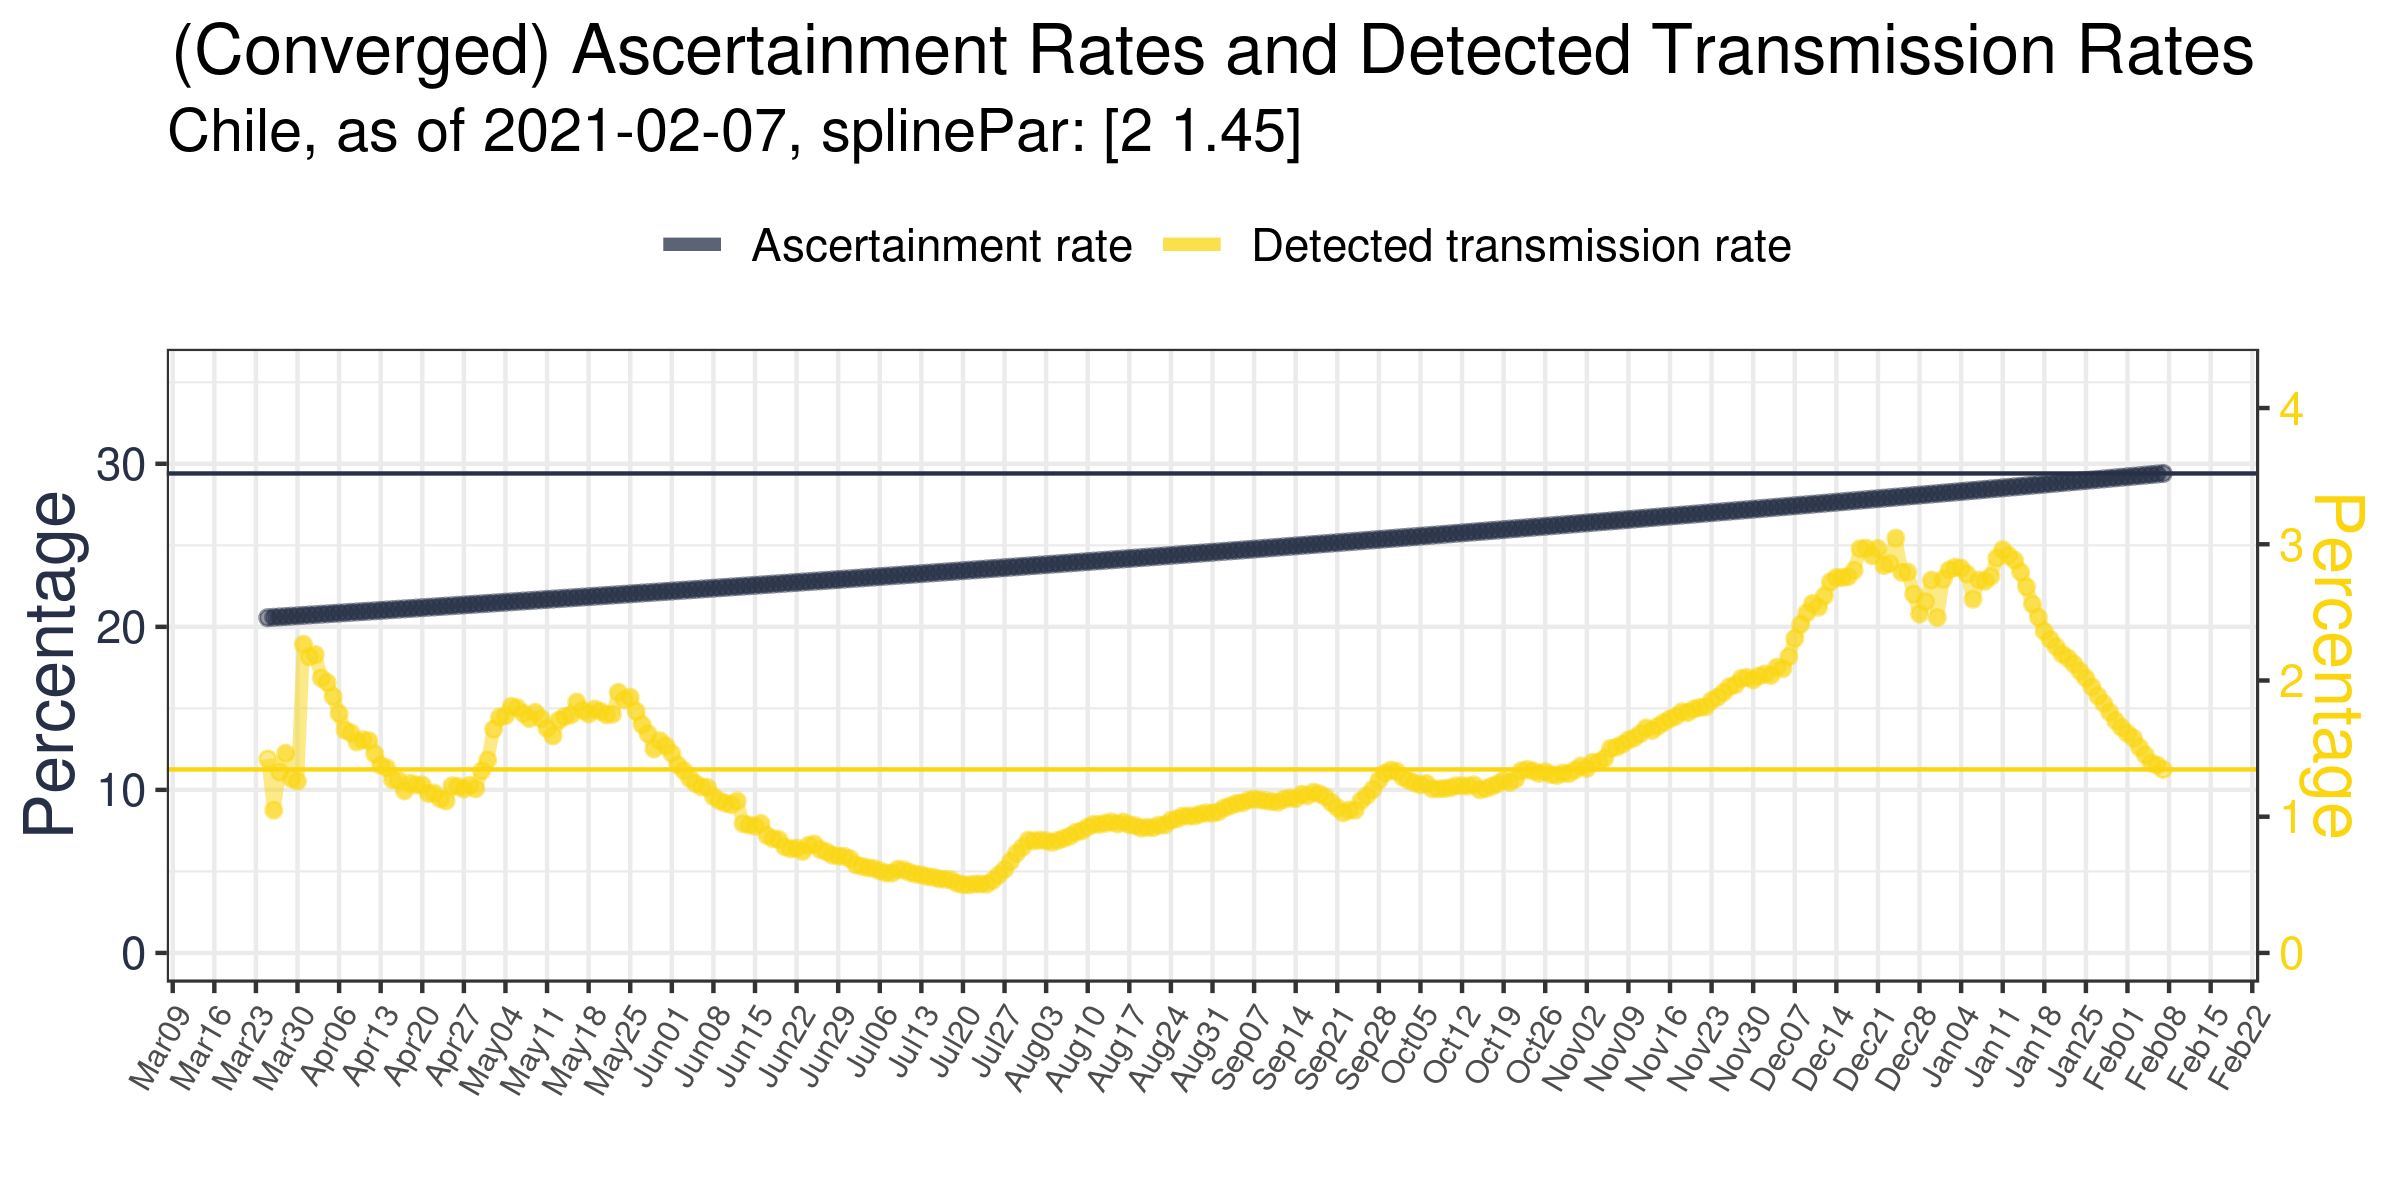 (Converged) Ascertainment Rates and Detected Transmission Rates
Chile, as of 2021-02-07, splinePar: [2 1.45]
Ascertainment rate
Detected transmission rate
Percentage
30
20
10
0
4
3
2
1
0
Percentage
Mar09
Mar16
Mar23
Mar30
Apr06
Apr13
Apr20
Apr27
May04
May11
May18
May25
Jun01
Jun08
Jun15
Jun22
Jun29
Jul06
Jul13
Jul20
Jul27
Aug03
Aug10
Aug17
Aug24
Aug31
Sep07
Sep14
Sep21
Sep28
Oct05
Oct12
Oct19
Oct26
Nov02
Nov09
Nov16
Nov23
Nov30
Dec07
Dec14
Dec21
Dec28
Jan04
Jan11
Jan18
Jan25
Feb01
Feb08
Feb15
Feb22